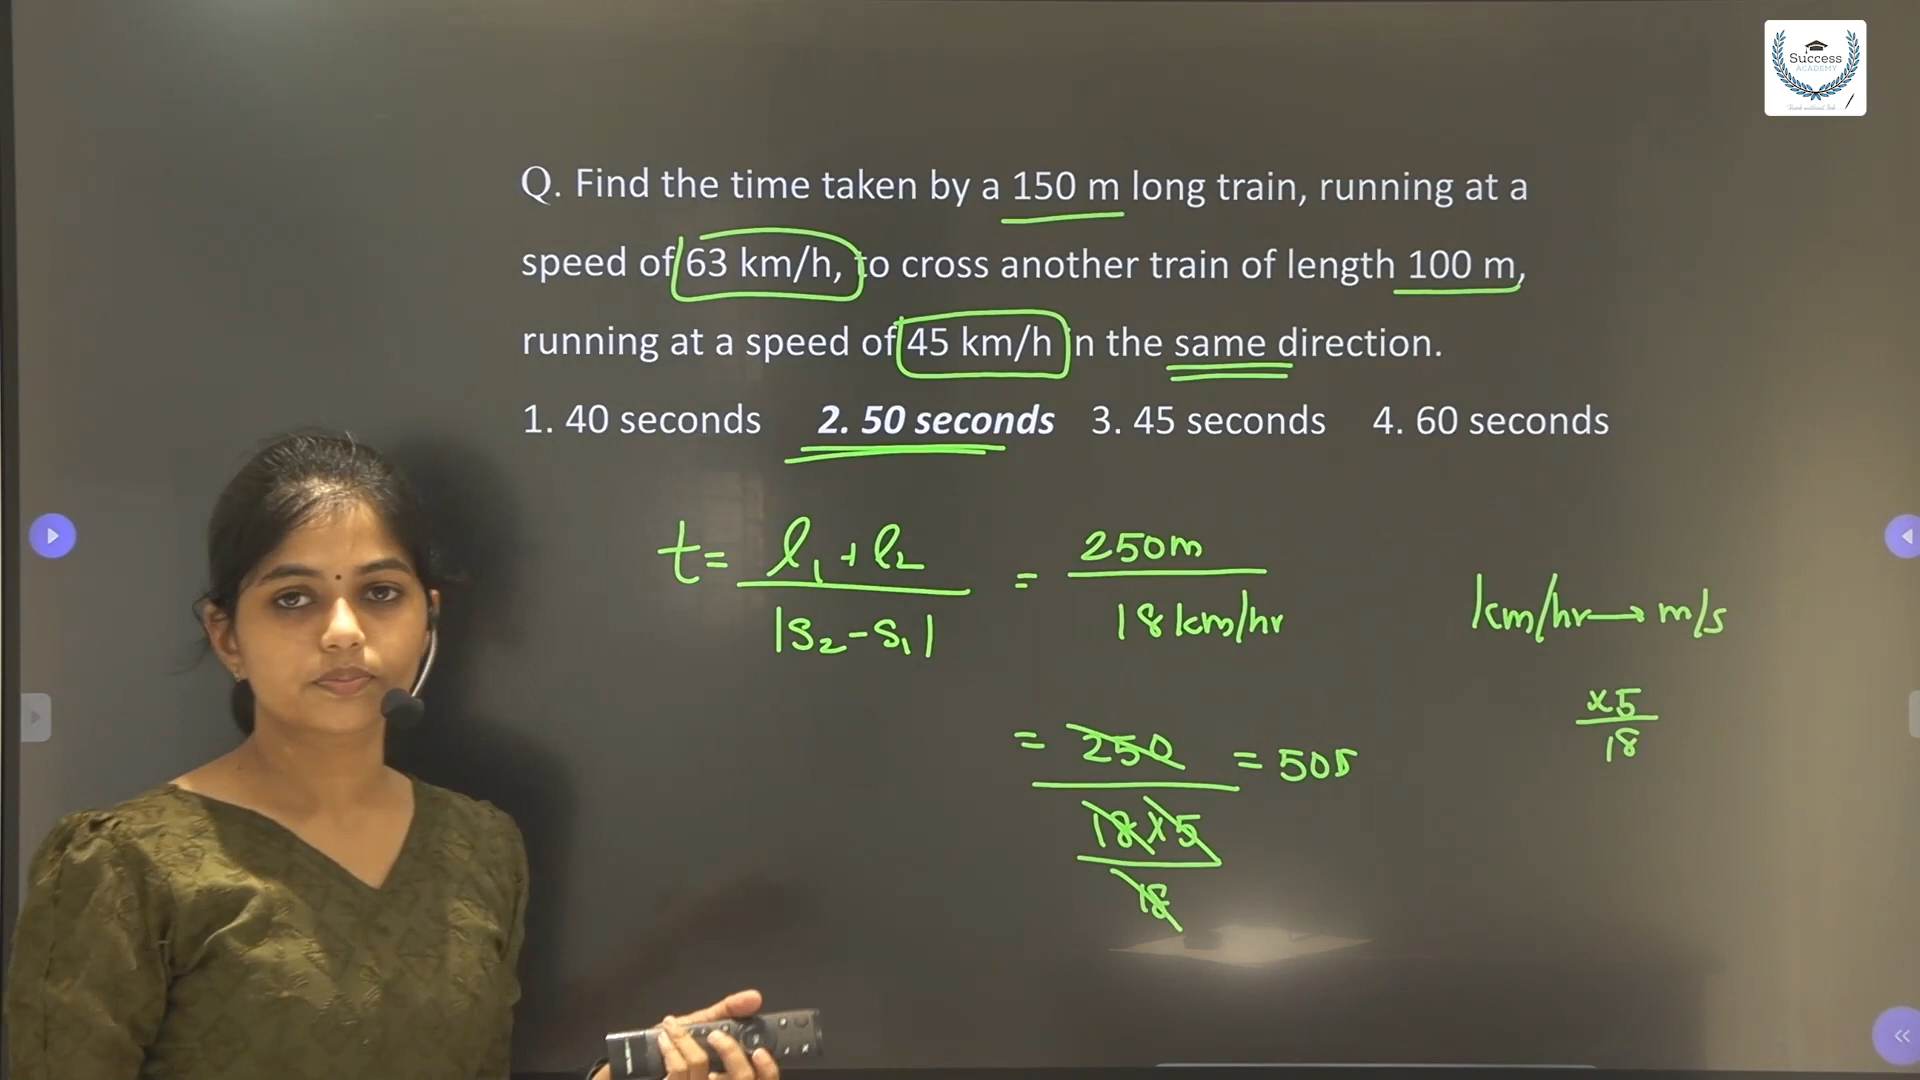 Success
ACADEMY
Q. Find the time taken by a 150 m long train, running at a
speed of 63 km/h, to cross another train of length 100 m,
running at a speed of 45 km/h in the same direction.
1. 40 seconds 2. 50 seconds 3. 45 seconds 4. 60 seconds
t = l₁ + l₂ / |s₂ - s₁| = 250m / 18 km/hr
km/hr → m/s
×5 / 18
= 250 / 18×5 / 18 = 50s